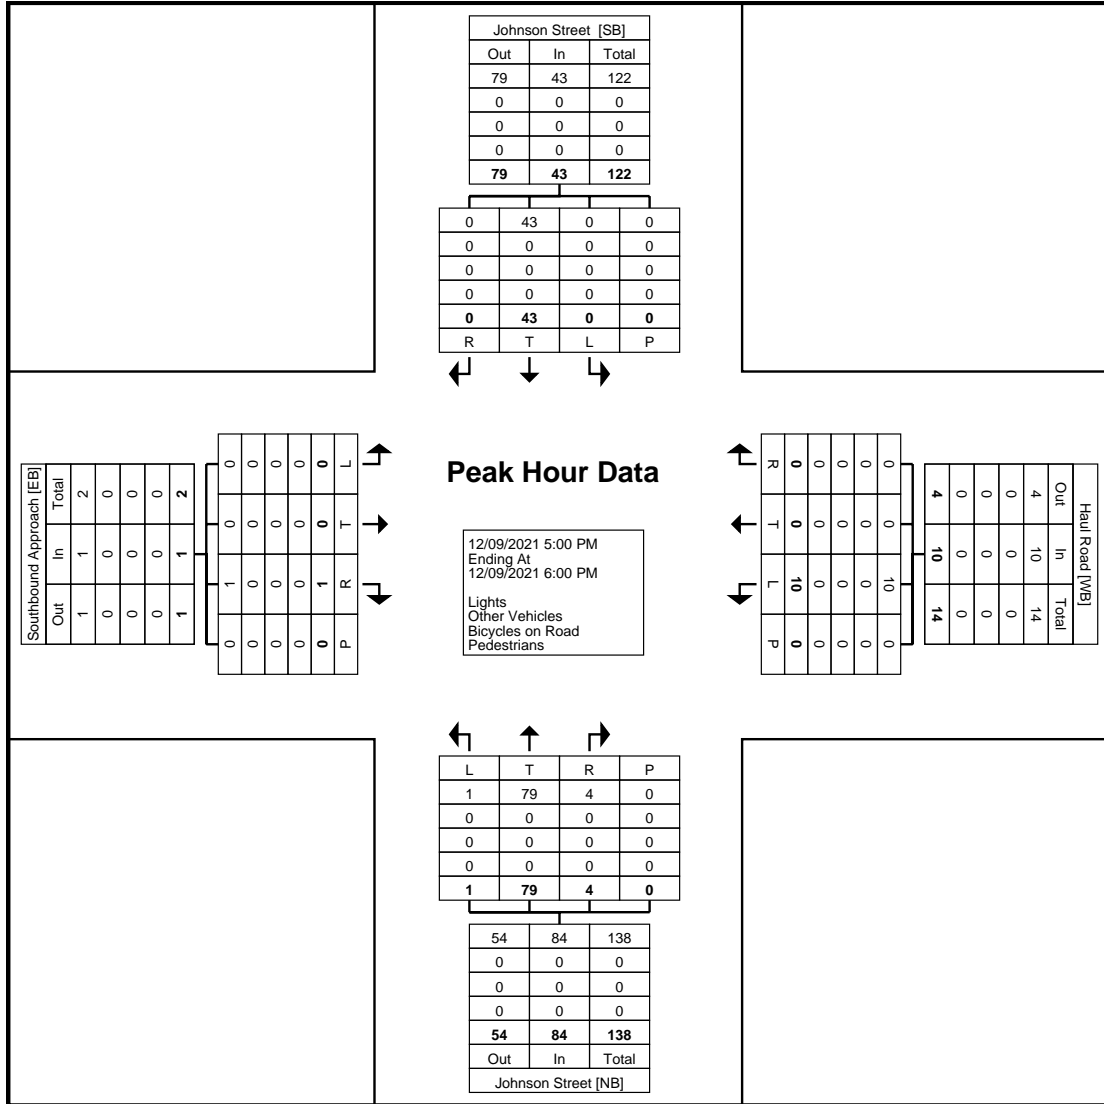 Johnson Street [SB]
Out In Total
79 43 122
0 0 0
0 0 0
0 0 0
79 43 122
0 43 0 0
0 0 0 0
0 0 0 0
0 0 0 0
0 43 0 0
R T L P
Southbound Approach [EB]
Out In Total
1 1 2
0 0 0
0 0 0
0 0 0
1 1 2
0 1 0 0
0 0 0 0
0 0 0 0
0 0 0 0
0 1 0 0
P R T L
Peak Hour Data
12/09/2021 5:00 PM
Ending At
12/09/2021 6:00 PM
Lights
Other Vehicles
Bicycles on Road
Pedestrians
Haul Road [WB]
Out In Total
4 10 14
0 0 0
0 0 0
0 0 0
4 10 14
0 0 10 0
0 0 0 0
0 0 0 0
0 0 0 0
0 0 10 0
R T L P
L T R P
1 79 4 0
0 0 0 0
0 0 0 0
0 0 0 0
1 79 4 0
54 84 138
0 0 0
0 0 0
0 0 0
54 84 138
Out In Total
Johnson Street [NB]